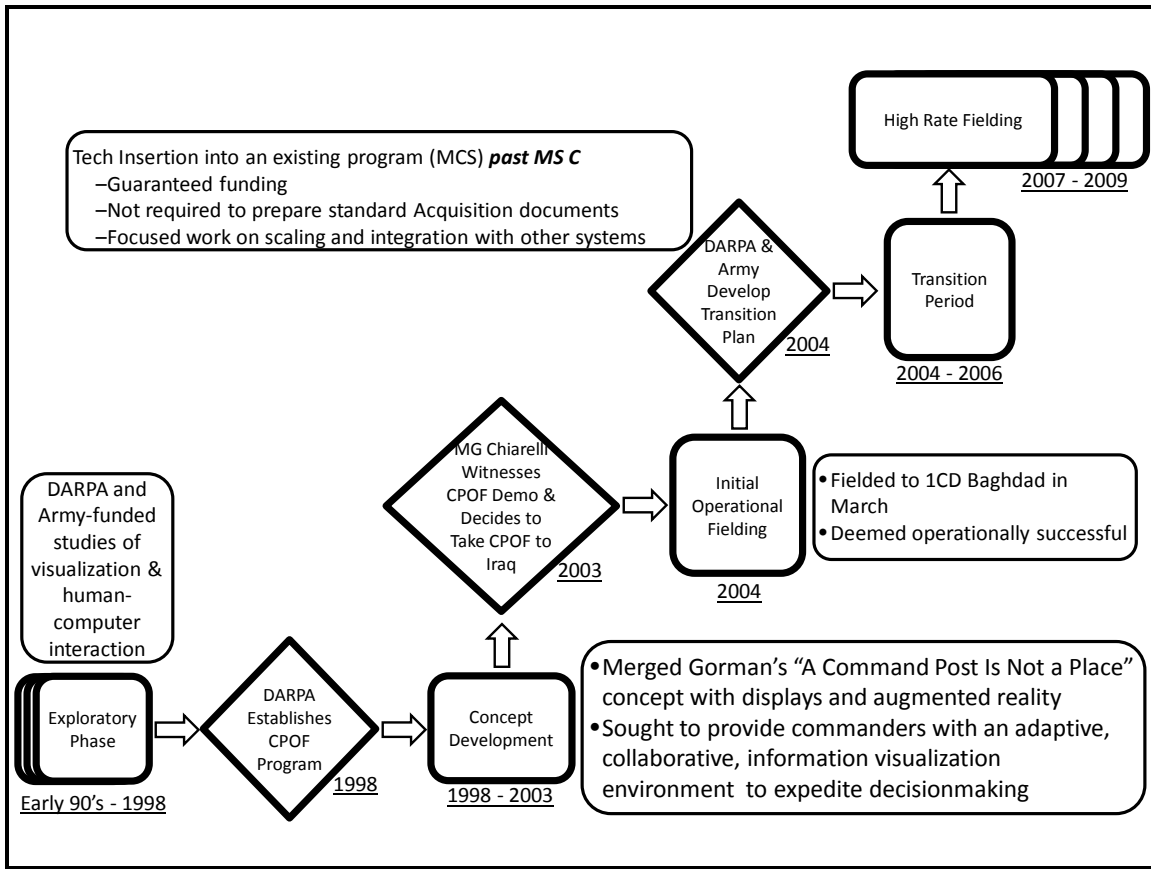 High Rate Fielding
2007 - 2009
Tech Insertion into an existing program (MCS) past MS C
–Guaranteed funding
–Not required to prepare standard Acquisition documents
–Focused work on scaling and integration with other systems
DARPA &
Army
Develop
Transition
Plan
2004
Transition
Period
2004 - 2006
MG Chiarelli
Witnesses
CPOF Demo &
Decides to
Take CPOF to
Iraq
2003
Initial
Operational
Fielding
2004
• Fielded to 1CD Baghdad in
March
• Deemed operationally successful
DARPA and
Army-funded
studies of
visualization &
human-
computer
interaction
Exploratory
Phase
Early 90's - 1998
DARPA
Establishes
CPOF
Program
1998
Concept
Development
1998 - 2003
•Merged Gorman's “A Command Post Is Not a Place”
concept with displays and augmented reality
•Sought to provide commanders with an adaptive,
collaborative, information visualization
environment to expedite decisionmaking